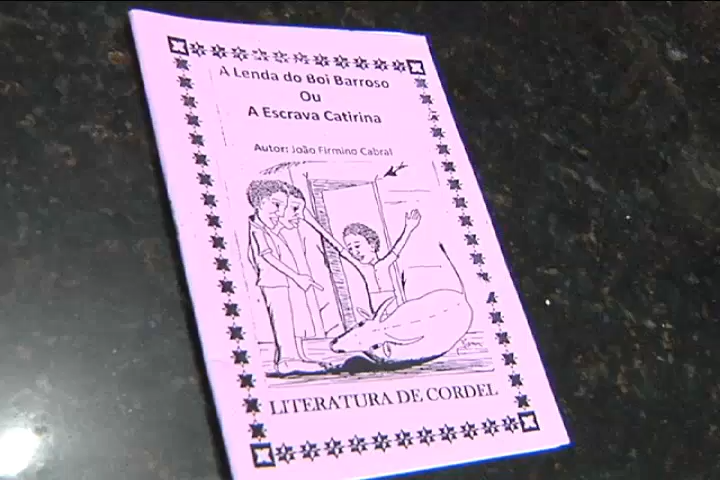 A Lenda do Boi Barroso
Ou
A Escrava Catirina
Autor: João Firmino Cabral
LITERATURA DE CORDEL